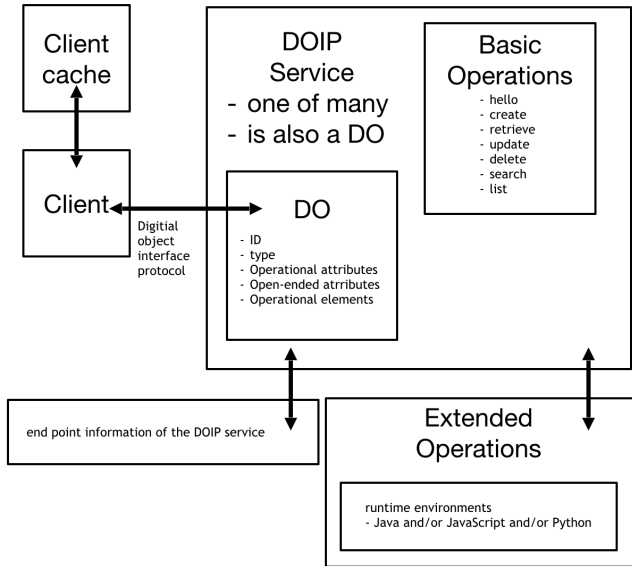 Client
cache
Client
Digitial
object
interface
protocol
DOIP
Service
- one of many
- is also a DO
DO
- ID
- type
- Operational attributes
- Open-ended atrributes
- Operational elements
Basic
Operations
- hello
- create
- retrieve
- update
- delete
- search
- list
end point information of the DOIP service
Extended
Operations
runtime environments
- Java and/or JavaScript and/or Python